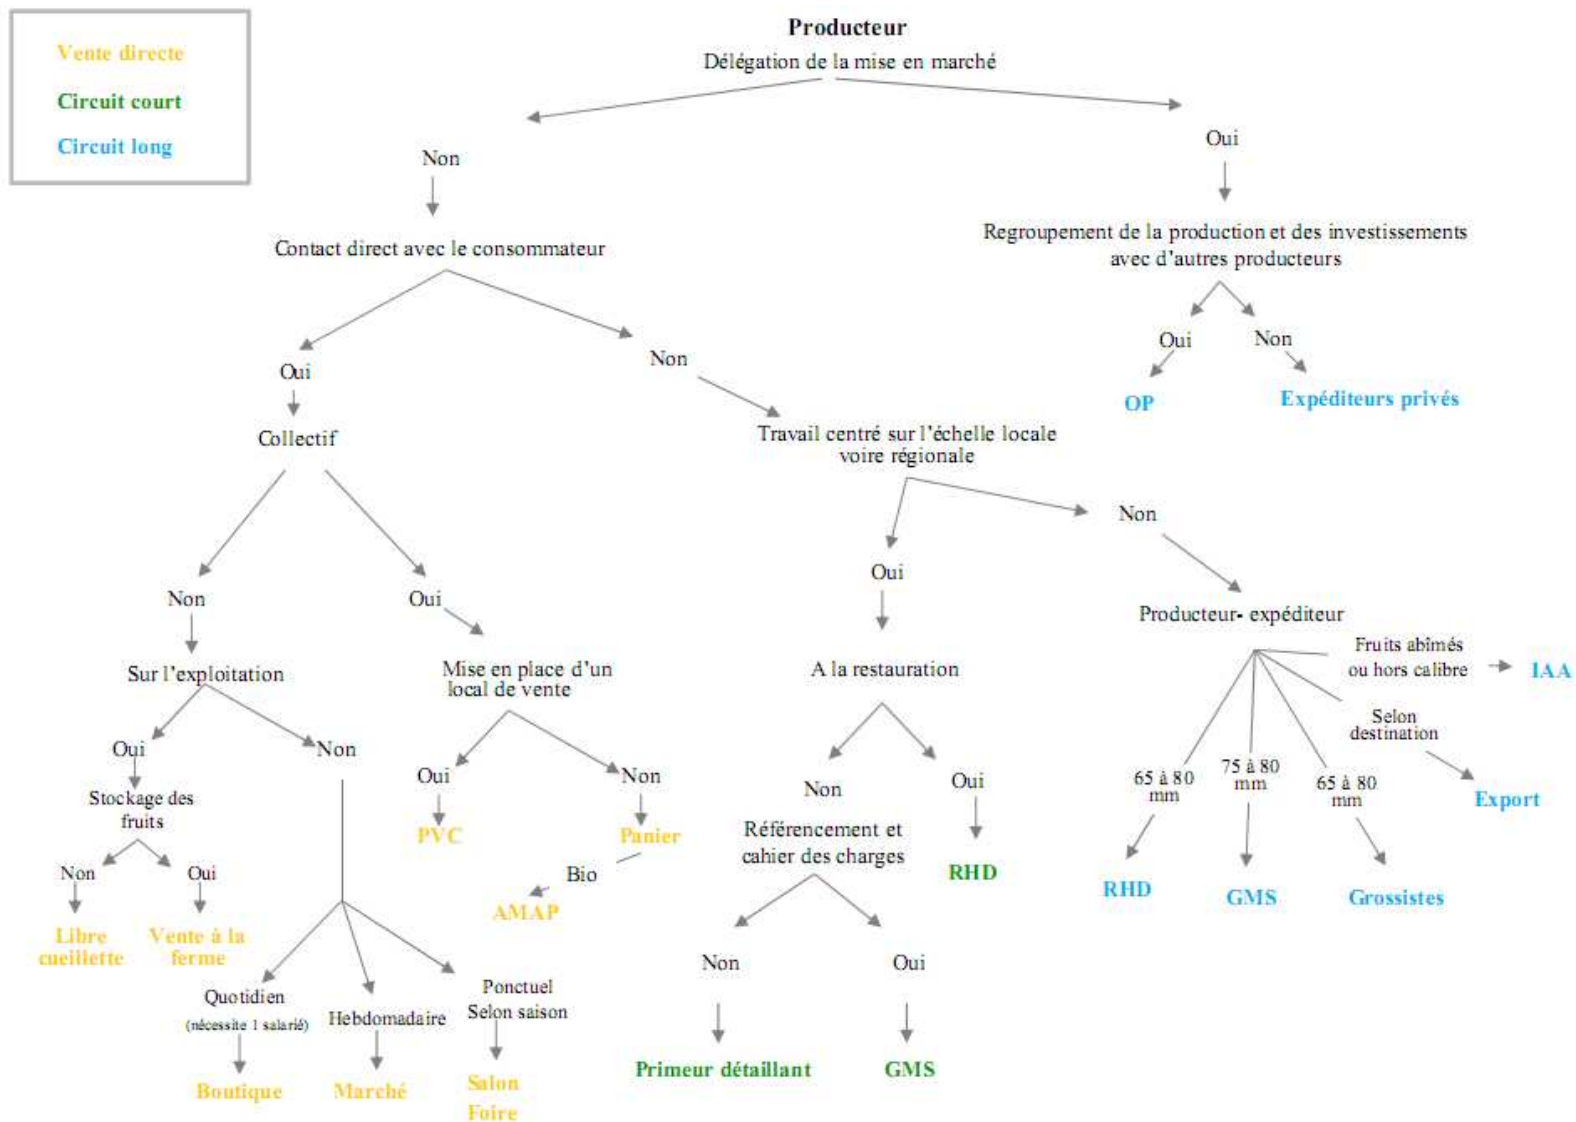 Vente directe
Circuit court
Circuit long
Producteur
Délégation de la mise en marché
Non
Oui
Contact direct avec le consommateur
Regroupement de la production et des investissements
avec d'autres producteurs
Oui
Non
Oui
Non
OP
Expéditeurs privés
Collectif
Travail centré sur l'échelle locale
voire régionale
Non
Oui
Oui
Non
Sur l'exploitation
Mise en place d'un
local de vente
A la restauration
Producteur- expéditeur
Fruits abîmés
ou hors calibre
IAA
Selon
destination
Export
65 à 80
mm
75 à 80
mm
65 à 80
mm
RHD
GMS
Grossistes
Oui
Non
Oui
Non
Non
Oui
Stockage des
fruits
PVC
Panier
Bio
AMAP
Référencement et
cahier des charges
RHD
Non
Oui
Libre
cueillette
Vente à la
ferme
Non
Oui
Quotidien
(nécessite 1 salarié)
Hebdomadaire
Ponctuel
Selon saison
Boutique
Marché
Salon
Foire
Primeur détaillant
GMS